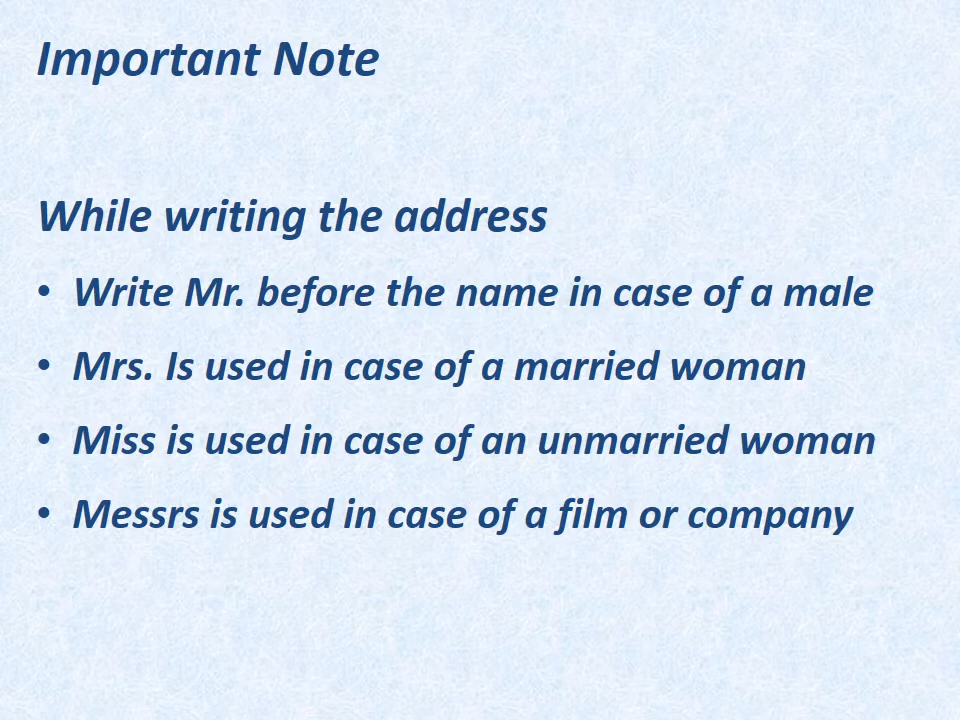 Important Note
While writing the address
• Write Mr. before the name in case of a male
• Mrs. Is used in case of a married woman
• Miss is used in case of an unmarried woman
• Messrs is used in case of a film or company